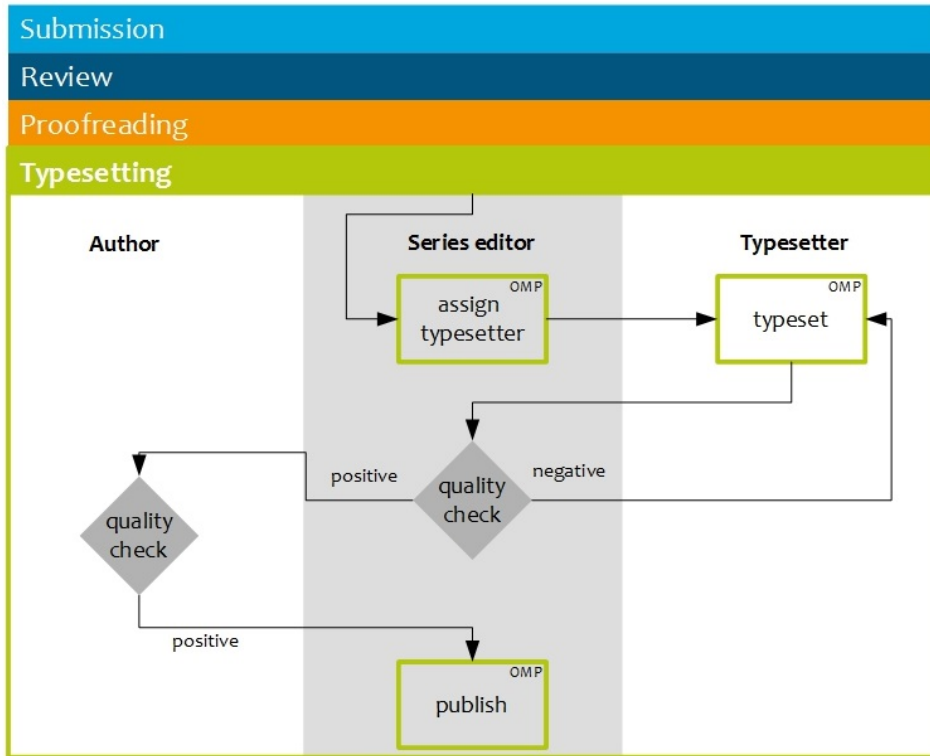 Submission
Review
Proofreading
Typesetting
Author
Series editor
Typesetter
OMP
assign
typesetter
OMP
typeset
positive
quality
check
negative
quality
check
positive
OMP
publish